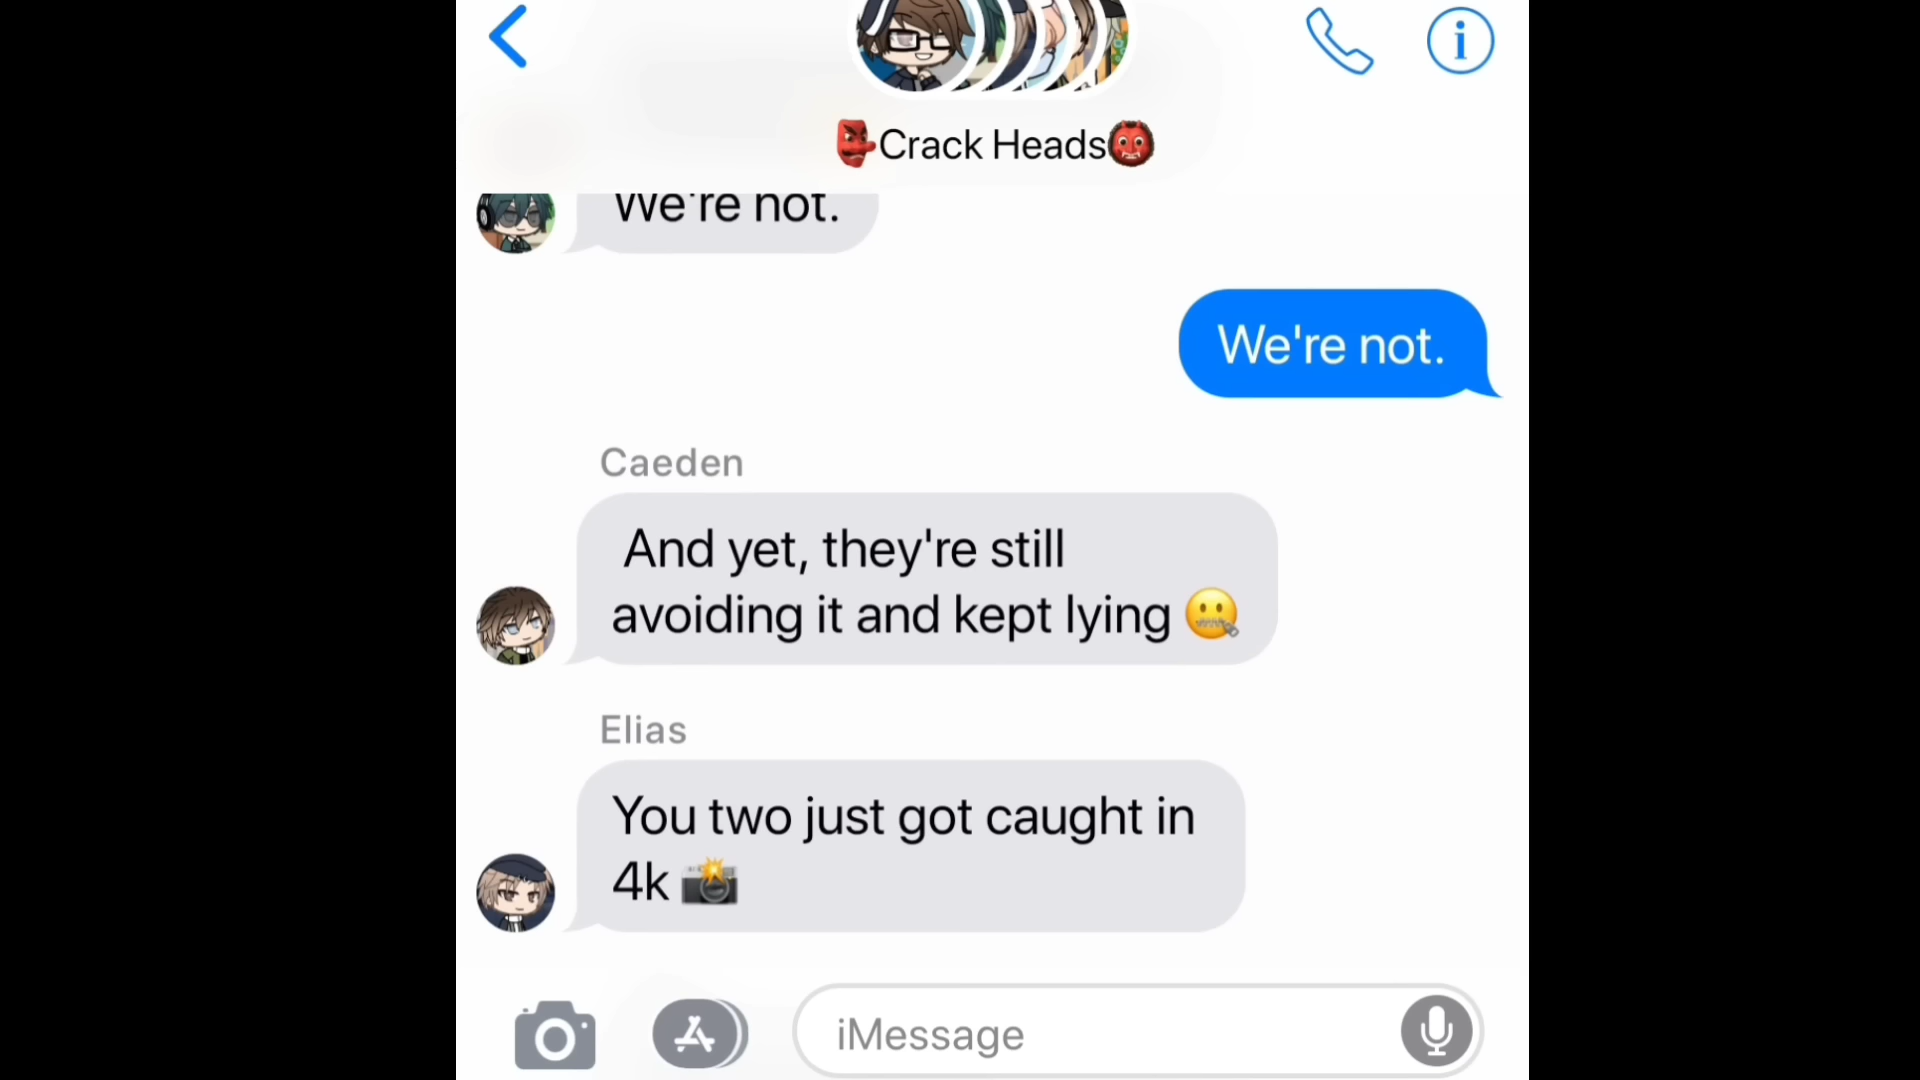 👺Crack Heads👹
We're not.
We're not.
Caeden
And yet, they're still
avoiding it and kept lying 🤐
Elias
You two just got caught in
4k 📸
iMessage